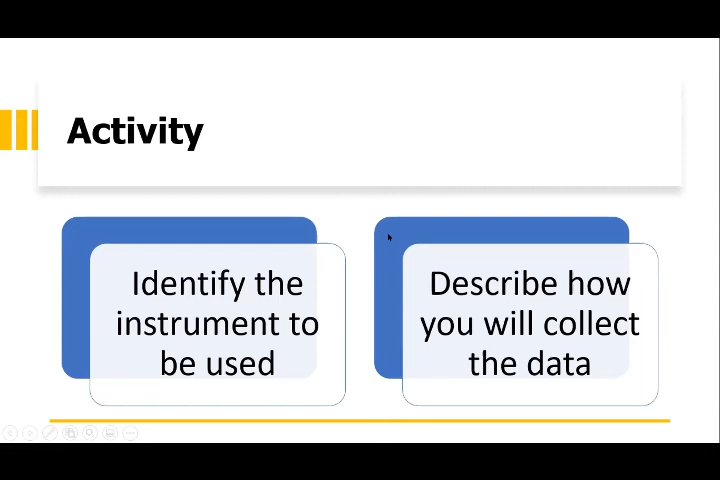 Activity
Identify the
instrument to
be used
Describe how
you will collect
the data